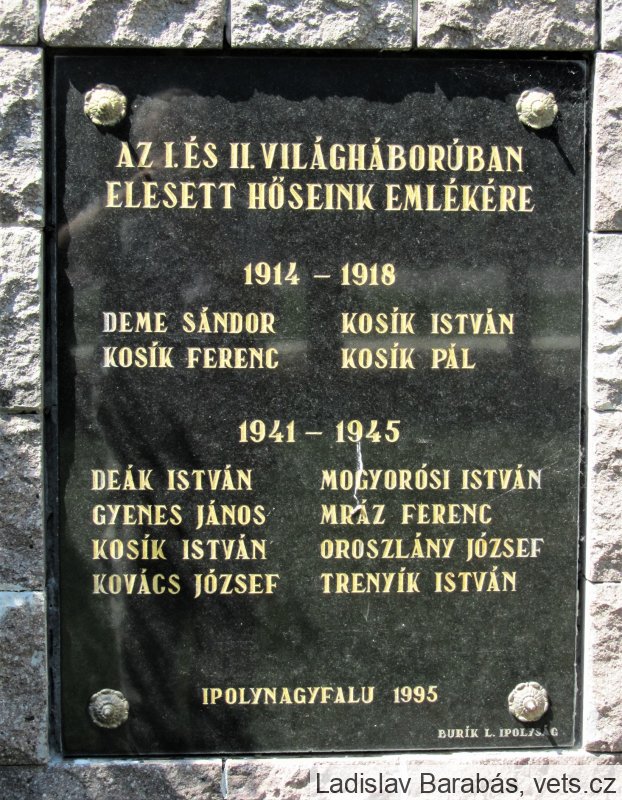 AZ I. ÉS II. VILÁGHÁBORÚBAN
ELESETT HŐSEINK EMLÉKÉRE
1914 – 1918
DEME SÁNDOR KOSÍK ISTVÁN
KOSÍK FERENC KOSÍK PÁL
1941 – 1945
DEÁK ISTVÁN MOGYORÓSI ISTVÁN
GYENES JÁNOS MRÁZ FERENC
KOSÍK ISTVÁN OROSZLÁNY JÓZSEF
KOVÁCS JÓZSEF TRENYÍK ISTVÁN
IPOLYNAGYFALU 1995
BURÍK L. IPOLYSÁG
Ladislav Barabás, vets.cz